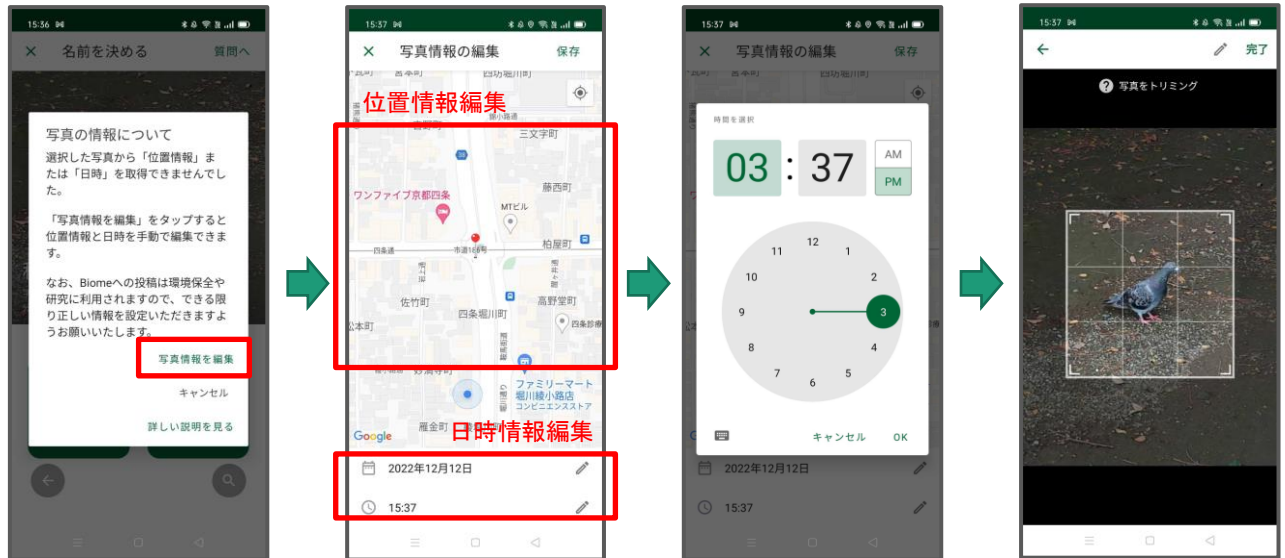 15:36
名前を決める
質問へ
写真の情報について
選択した写真から「位置情報」ま
たは「日時」を取得できませんでし
た。
「写真情報を編集」をタップすると
位置情報と日時を手動で編集できま
す。
なお、Biomeへの投稿は環境保全や
研究に利用されますので、できる限
り正しい情報を設定いただきますよ
うお願いいたします。
写真情報を編集
キャンセル
詳しい説明を見る
15:37
写真情報の編集
保存
位置情報編集
三文字町
藤西町
ワンファイブ京都四条
MTビル
柏屋町
四条通
市道186号
佐竹町
高野堂町
四条堀川町
四条診療
ファミリーマート
堀川綾小路店
コンビニエンスストア
雁金町
Google
日時情報編集
2022年12月12日
15:37
15:37
写真情報の編集
保存
時間を選択
03 : 37
AM
PM
12
1
2
3
4
5
6
7
8
9
10
11
キャンセル
OK
2022年12月12日
15:37
15:37
完了
写真をトリミング